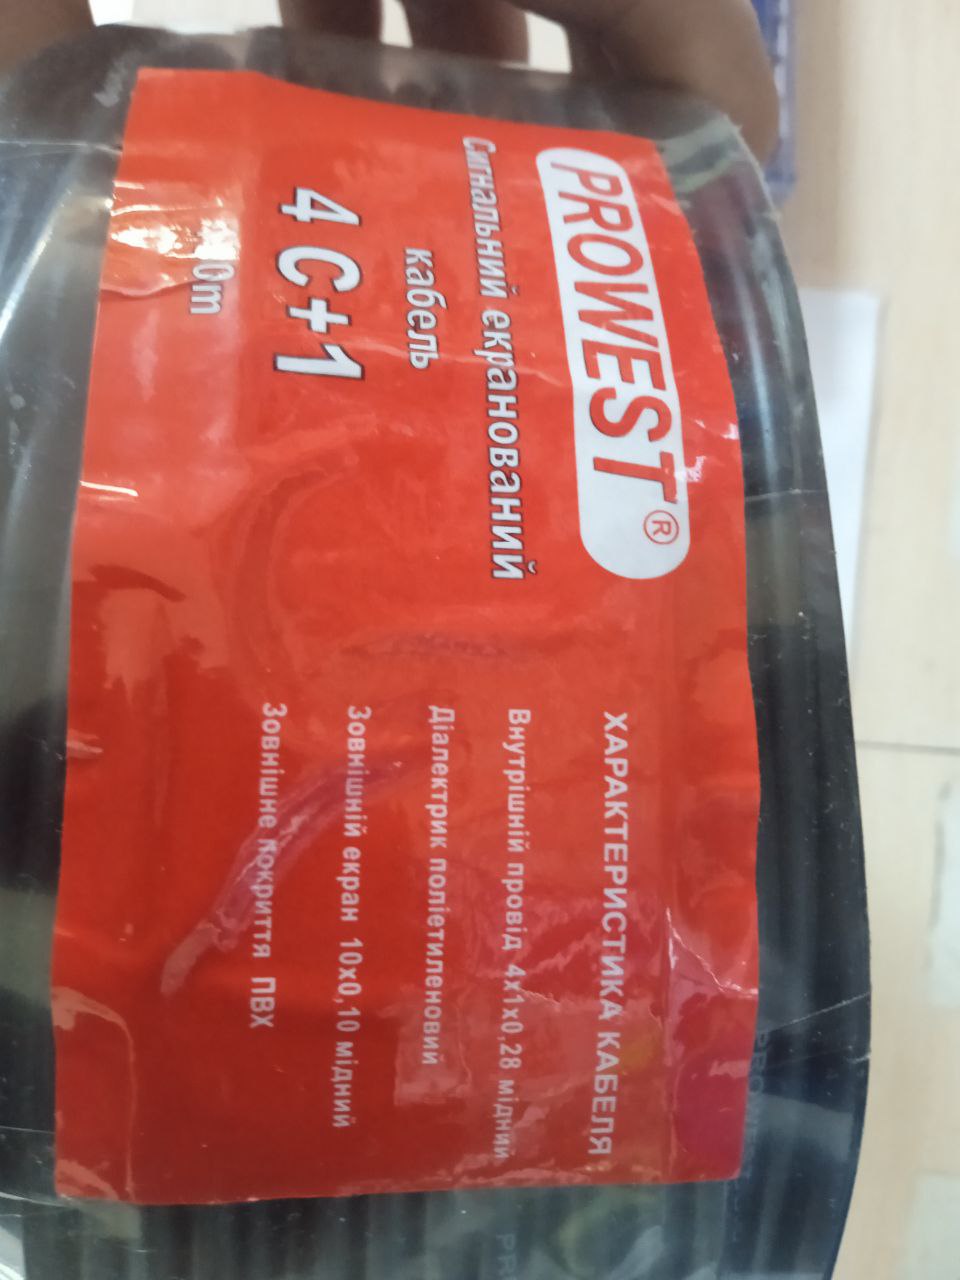 PROWEST®
Сигнальний екранований
кабель
4 C+1
ХАРАКТЕРИСТИКА КАБЕЛЯ
Внутрішній провід 4х1х0,28 мідний
Діалектрик поліетиленовий
Зовнішній екран 10х0,10 мідний
Зовнішне покриття ПВХ